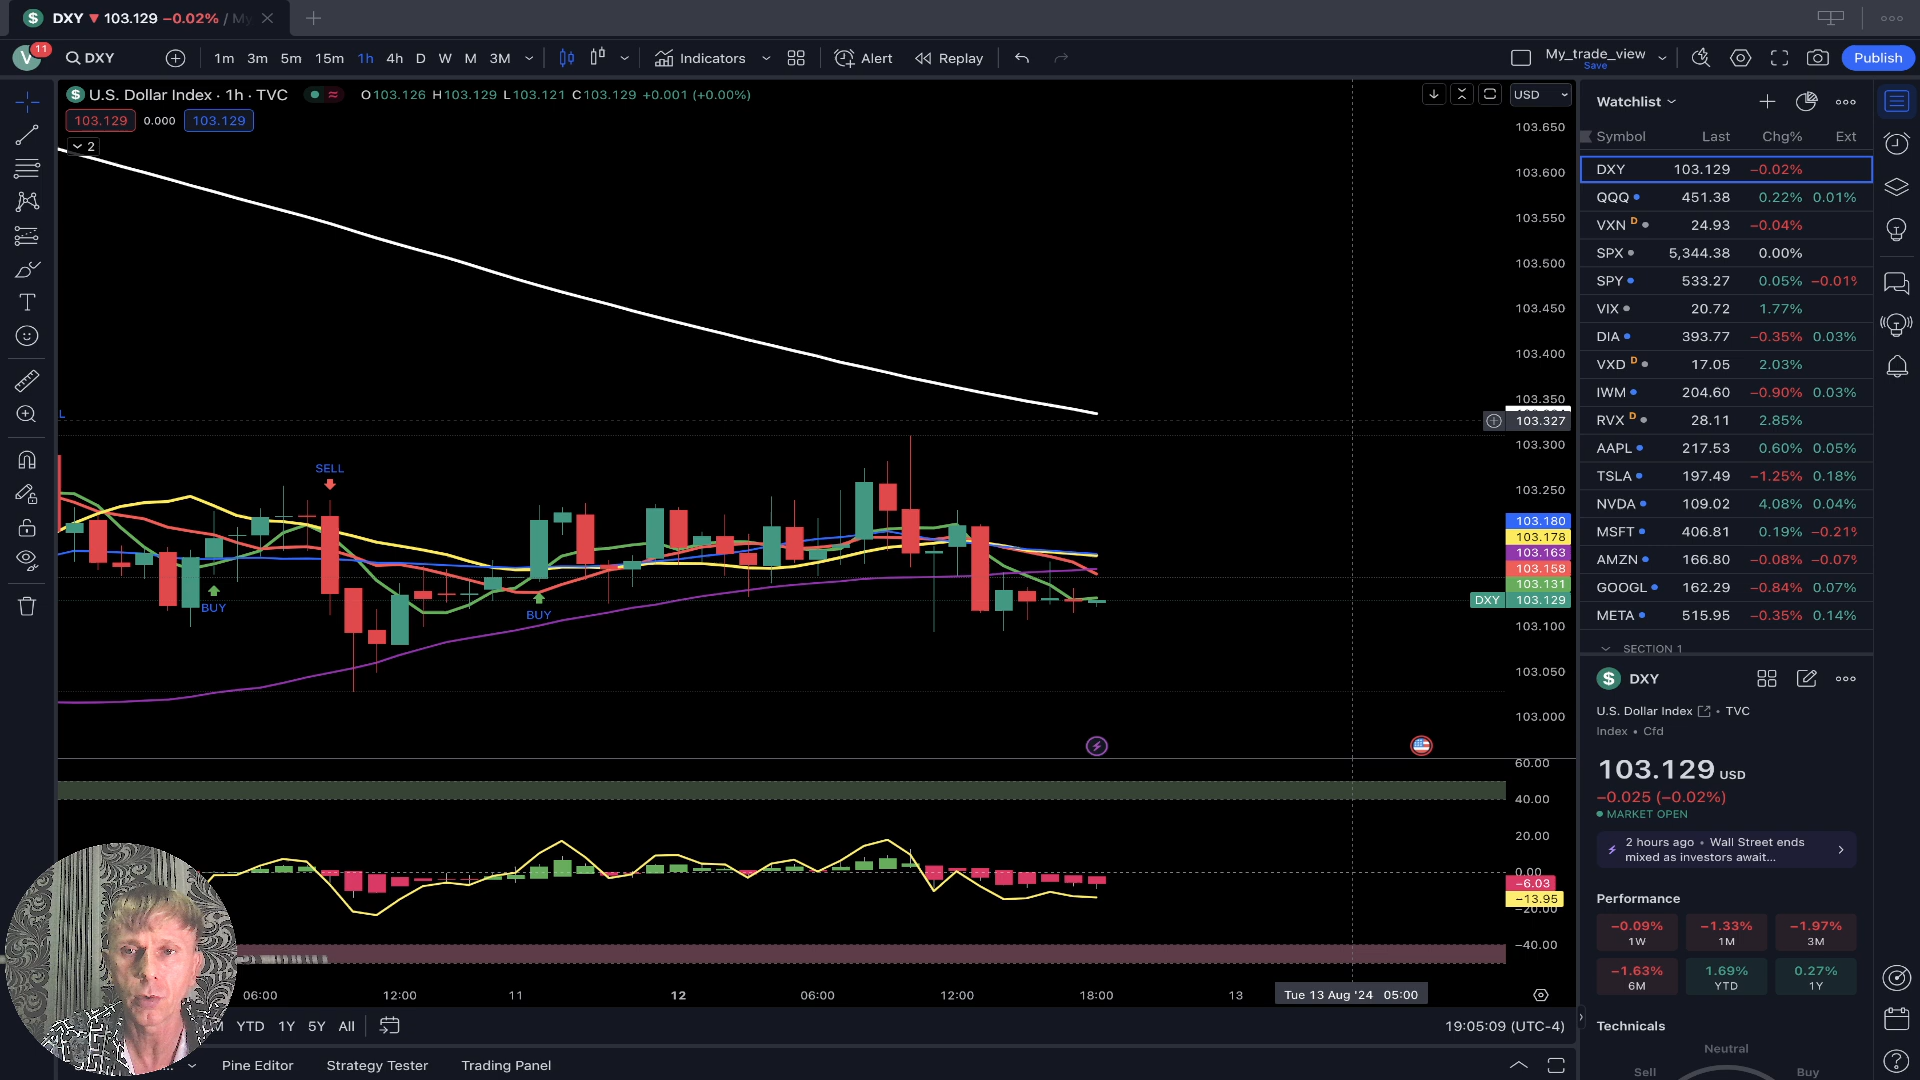 DXY ▼ 103.129 −0.02% / My
V 11 DXY 1m 3m 5m 15m 1h 4h D W M 3M Indicators Alert Replay My_trade_view Save Publish
U.S. Dollar Index · 1h · TVC O103.126 H103.129 L103.121 C103.129 +0.001 (+0.00%) USD
103.129 0.000 103.129
2
103.650
103.600
103.550
103.500
103.450
103.400
103.350
103.327
103.300
103.250
103.180
103.178
103.163
103.158
103.131
DXY 103.129
103.100
103.050
103.000
SELL
BUY
BUY
60.00
40.00
20.00
0.00
−6.03
−13.95
−20.00
−40.00
06:00 12:00 11 12 06:00 12:00 18:00 13 Tue 13 Aug '24 05:00
YTD 1Y 5Y All 19:05:09 (UTC-4)
Pine Editor Strategy Tester Trading Panel
Watchlist
Symbol Last Chg% Ext
DXY 103.129 −0.02%
QQQ 451.38 0.22% 0.01%
VXN D 24.93 −0.04%
SPX 5,344.38 0.00%
SPY 533.27 0.05% −0.01%
VIX 20.72 1.77%
DIA 393.77 −0.35% 0.03%
VXD D 17.05 2.03%
IWM 204.60 −0.90% 0.03%
RVX D 28.11 2.85%
AAPL 217.53 0.60% 0.05%
TSLA 197.49 −1.25% 0.18%
NVDA 109.02 4.08% 0.04%
MSFT 406.81 0.19% −0.21%
AMZN 166.80 −0.08% −0.07%
GOOGL 162.29 −0.84% 0.07%
META 515.95 −0.35% 0.14%
SECTION 1
DXY
U.S. Dollar Index • TVC
Index • Cfd
103.129 USD
−0.025 (−0.02%)
MARKET OPEN
2 hours ago • Wall Street ends
mixed as investors await...
Performance
−0.09% −1.33% −1.97%
1W 1M 3M
−1.63% 1.69% 0.27%
6M YTD 1Y
Technicals
Neutral
Sell Buy